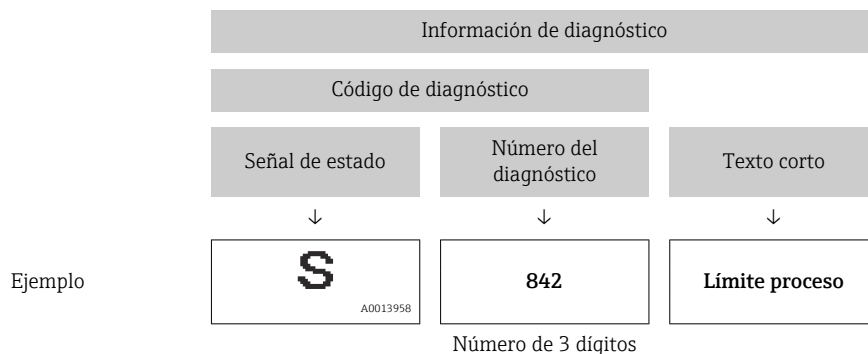 Información de diagnóstico
Código de diagnóstico
Señal de estado
Número del
diagnóstico
Texto corto
↓ ↓ ↓
Ejemplo
S
A0013958
842
Límite proceso
Número de 3 dígitos